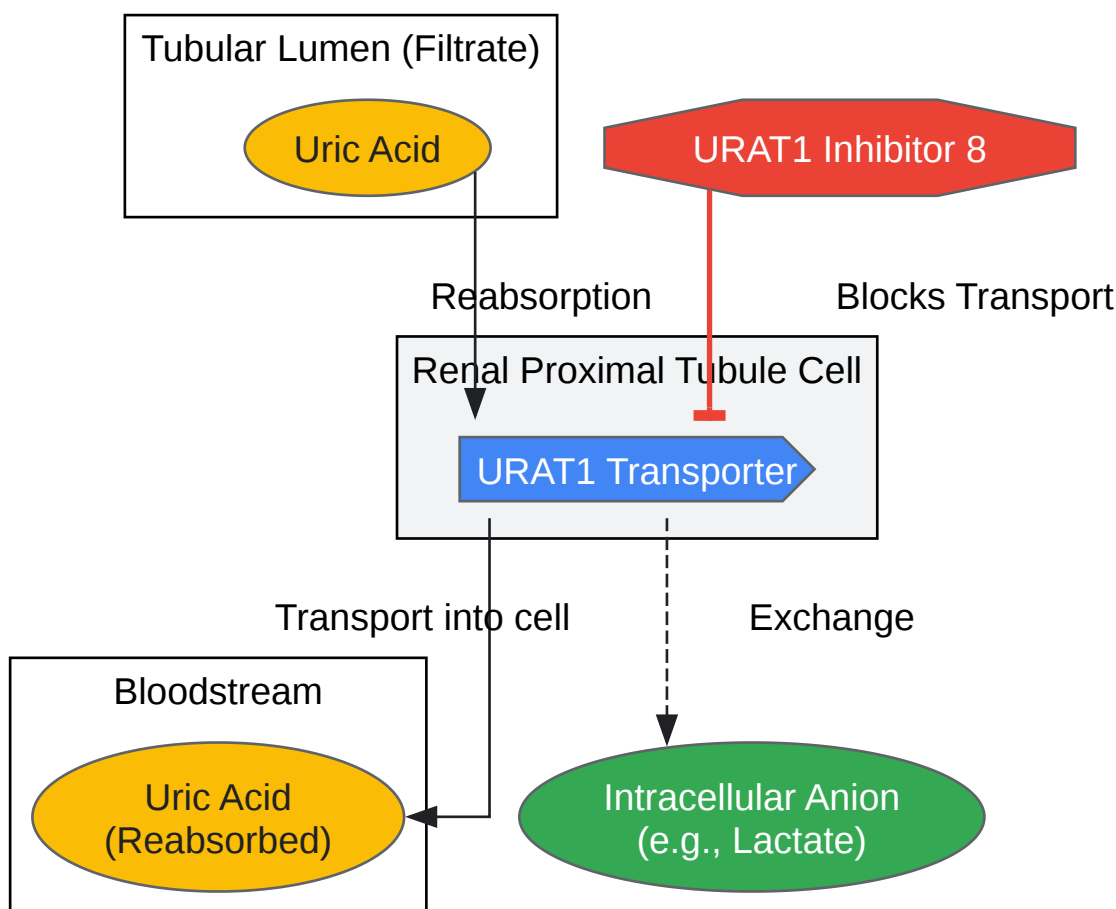 Tubular Lumen (Filtrate)
Uric Acid
URAT1 Inhibitor 8
Reabsorption
Blocks Transport
Renal Proximal Tubule Cell
URAT1 Transporter
Transport into cell
Exchange
Bloodstream
Uric Acid
(Reabsorbed)
Intracellular Anion
(e.g., Lactate)